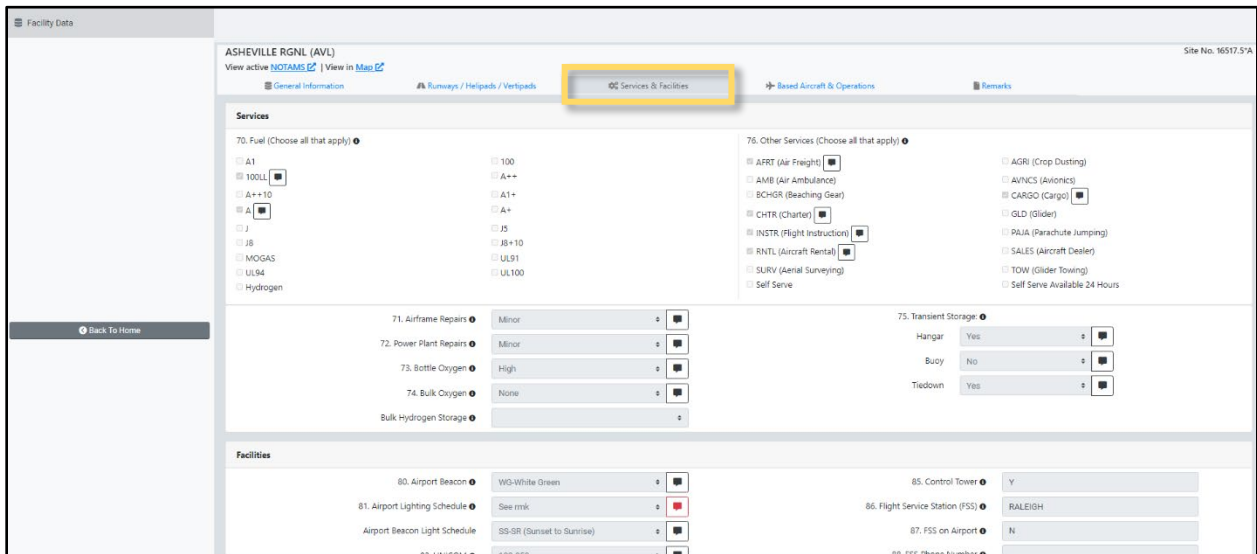 Facility Data
ASHEVILLE RGNL (AVL)
Site No. 16517.5*A
View active NOTAMS | View in Map
General Information
Runways / Helipads / Vertipads
Services & Facilities
Based Aircraft & Operations
Remarks
Services
70. Fuel (Choose all that apply)
A1
100
100LL
A++
A++10
A1+
A
A+
J
J5
J8
J8+10
MOGAS
UL91
UL94
UL100
Hydrogen
76. Other Services (Choose all that apply)
AFRT (Air Freight)
AGRI (Crop Dusting)
AMB (Air Ambulance)
AVNCS (Avionics)
BCHGR (Beaching Gear)
CARGO (Cargo)
CHTR (Charter)
GLD (Glider)
INSTR (Flight Instruction)
PAJA (Parachute Jumping)
RNTL (Aircraft Rental)
SALES (Aircraft Dealer)
SURV (Aerial Surveying)
TOW (Glider Towing)
Self Serve
Self Serve Available 24 Hours
Back To Home
71. Airframe Repairs Minor
72. Power Plant Repairs Minor
73. Bottle Oxygen High
74. Bulk Oxygen None
Bulk Hydrogen Storage
75. Transient Storage:
Hangar Yes
Buoy No
Tiedown Yes
Facilities
80. Airport Beacon WG-White Green
81. Airport Lighting Schedule See rmk
Airport Beacon Light Schedule SS-SR (Sunset to Sunrise)
85. Control Tower Y
86. Flight Service Station (FSS) RALEIGH
87. FSS on Airport N
88. FSS Phone Number